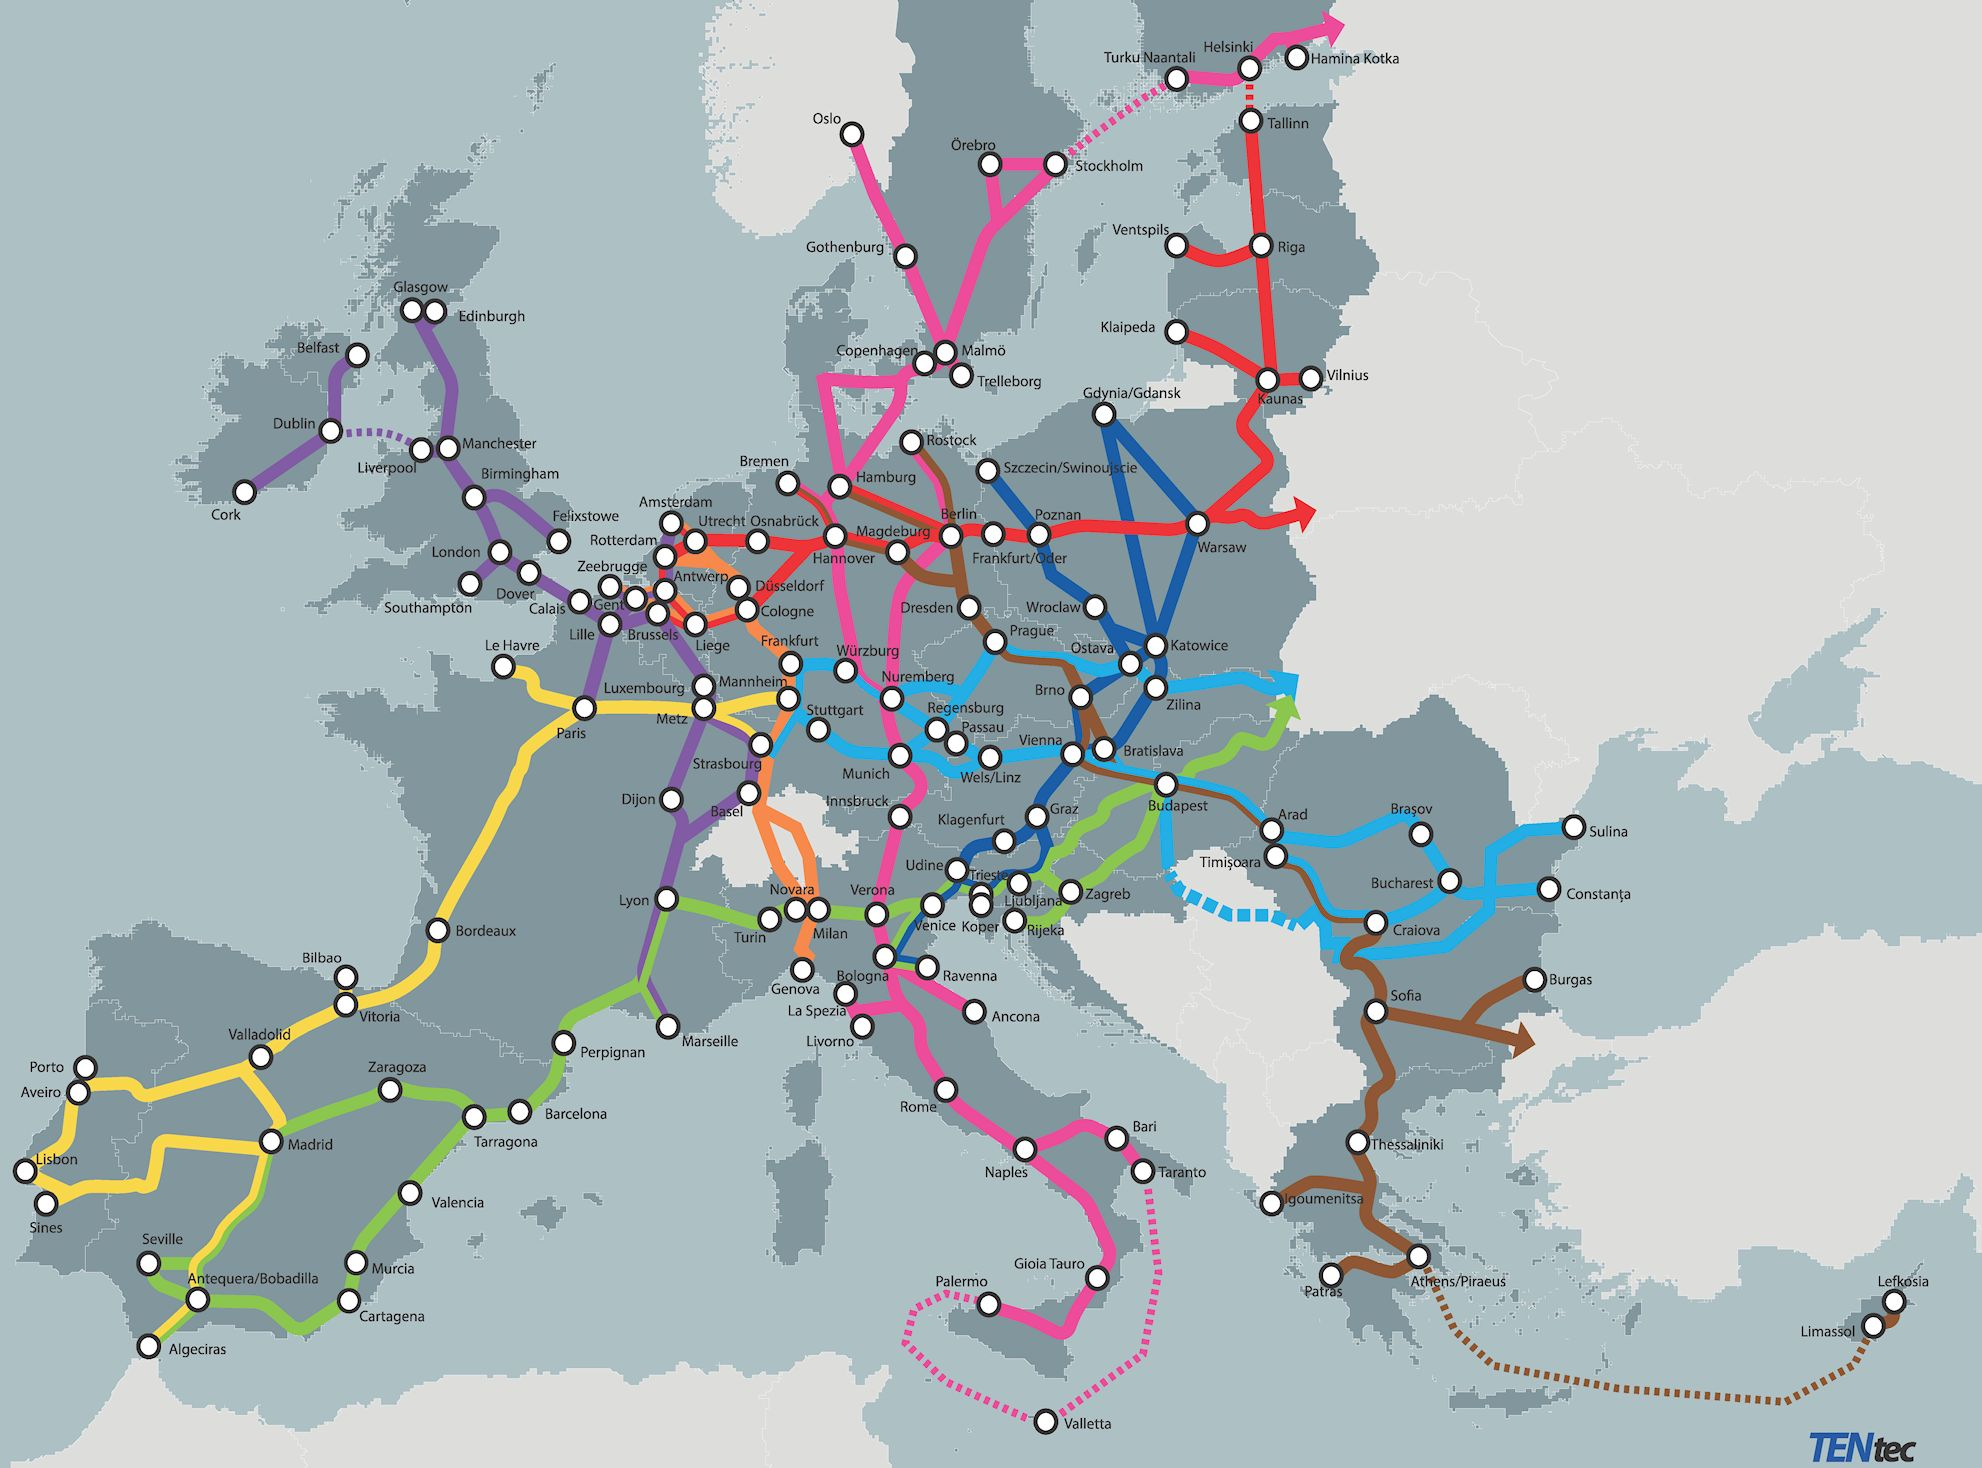 Helsinki
Turku Naantali
Hamina Kotka
Oslo
Tallinn
Örebro
Stockholm
Ventspils
Gothenburg
Riga
Glasgow
Edinburgh
Klaipeda
Belfast
Copenhagen
Malmö
Trelleborg
Vilnius
Gdynia/Gdansk
Kaunas
Dublin
Manchester
Rostock
Liverpool
Bremen
Szczecin/Swinoujscie
Birmingham
Hamburg
Cork
Amsterdam
Felixstowe
Utrecht
Osnabrück
Magdeburg
Berlin
Poznan
Rotterdam
London
Hannover
Frankfurt/Oder
Warsaw
Zeebrugge
Antwerp
Düsseldorf
Dover
Southampton
Calais
Gent
Cologne
Dresden
Wroclaw
Lille
Brussels
Liege
Frankfurt
Prague
Le Havre
Würzburg
Ostava
Katowice
Luxembourg
Mannheim
Nuremberg
Brno
Metz
Stuttgart
Regensburg
Zilina
Paris
Passau
Vienna
Bratislava
Strasbourg
Munich
Wels/Linz
Dijon
Basel
Innsbruck
Budapest
Klagenfurt
Graz
Arad
Braşov
Sulina
Udine
Trieste
Timişoara
Bucharest
Constanţa
Novara
Verona
Ljubljana
Zagreb
Lyon
Turin
Milan
Venice
Koper
Rijeka
Craiova
Bordeaux
Bilbao
Bologna
Ravenna
Genova
Burgas
Vitoria
La Spezia
Ancona
Sofia
Valladolid
Livorno
Marseille
Porto
Zaragoza
Perpignan
Aveiro
Rome
Barcelona
Tarragona
Madrid
Bari
Thessaliniki
Lisbon
Naples
Taranto
Sines
Valencia
Igoumenitsa
Seville
Murcia
Gioia Tauro
Antequera/Bobadilla
Palermo
Patras
Athens/Piraeus
Lefkosia
Cartagena
Limassol
Algeciras
Valletta
TENtec